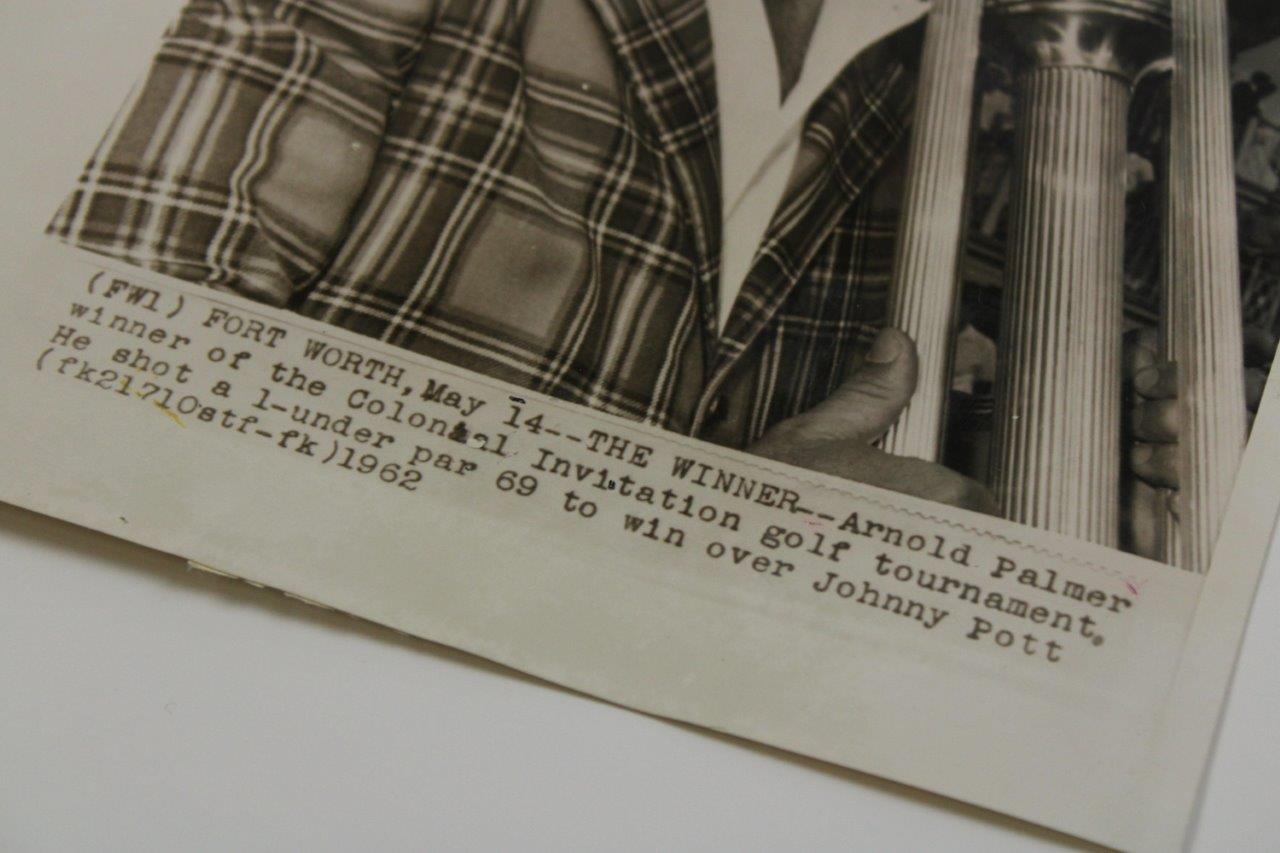 (FW1) FORT WORTH, May 14--THE WINNER--Arnold Palmer
winner of the Colonial Invitation golf tournament.
He shot a 1-under par 69 to win over Johnny Pott
(fk21710stf-fk)1962